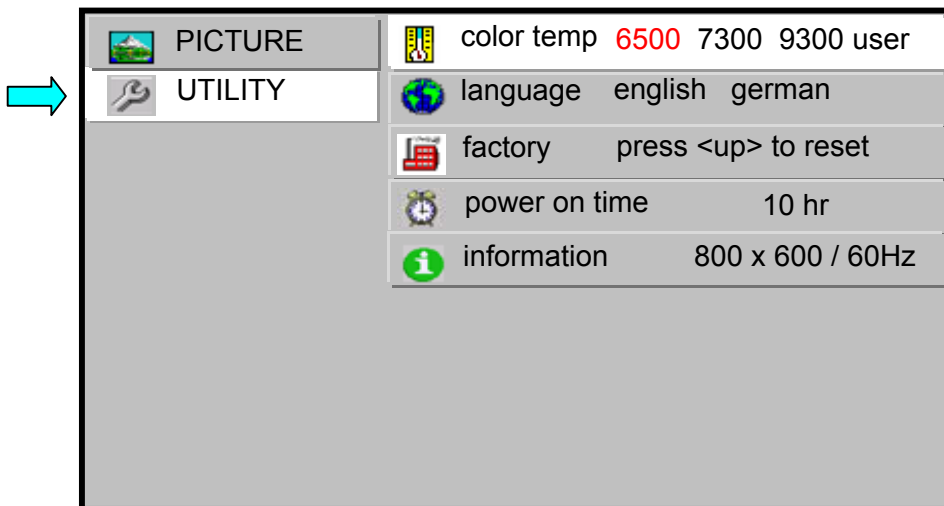 PICTURE
UTILITY
color temp 6500 7300 9300 user
language english german
factory press <up> to reset
power on time 10 hr
information 800 x 600 / 60Hz